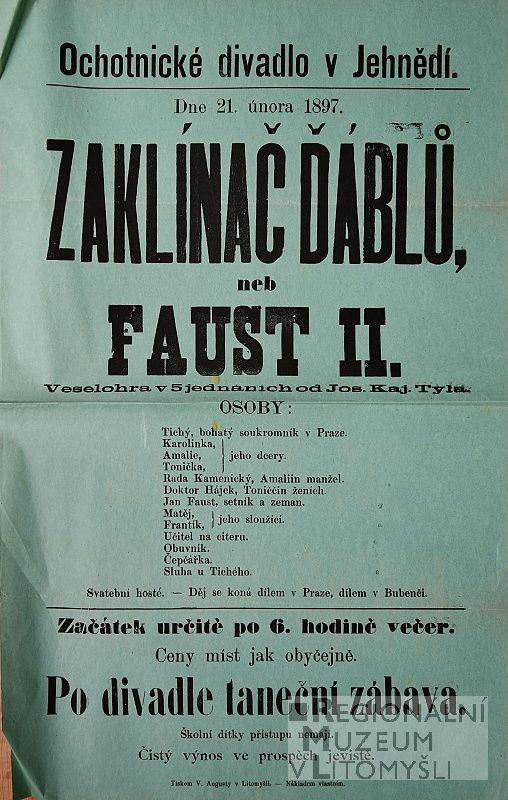 Ochotnické divadlo v Jehnědí.
Dne 21. února 1897.
ZAKLÍNAČ ĎÁBLŮ,
neb
FAUST II.
Veselohra v 5 jednáních od Jos. Kaj. Tyla.
OSOBY:
Tichý, bohatý soukromník v Praze.
Karolinka,
Amalie, } jeho dcery.
Tonička,
Rada Kamenický, Amaliin manžel.
Doktor Hájek, Toniččin ženich.
Jan Faust, setník a zeman.
Matěj,
Frantík, } jeho sloužící.
Učitel na citeru.
Obuvník.
Čepčářka.
Sluha u Tichého.
Svatební hosté. — Děj se koná dílem v Praze, dílem v Bubenči.
Začátek určitě po 6. hodině večer.
Ceny míst jak obyčejně.
Po divadle taneční zábava.
Školní dítky přístupu nemají.
Čistý výnos ve prospěch jeviště.
Tiskem V. Augusty v Litomyšli. — Nákladem vlastním.
REGIONÁLNÍ
MUZEUM
V LITOMYŠLI